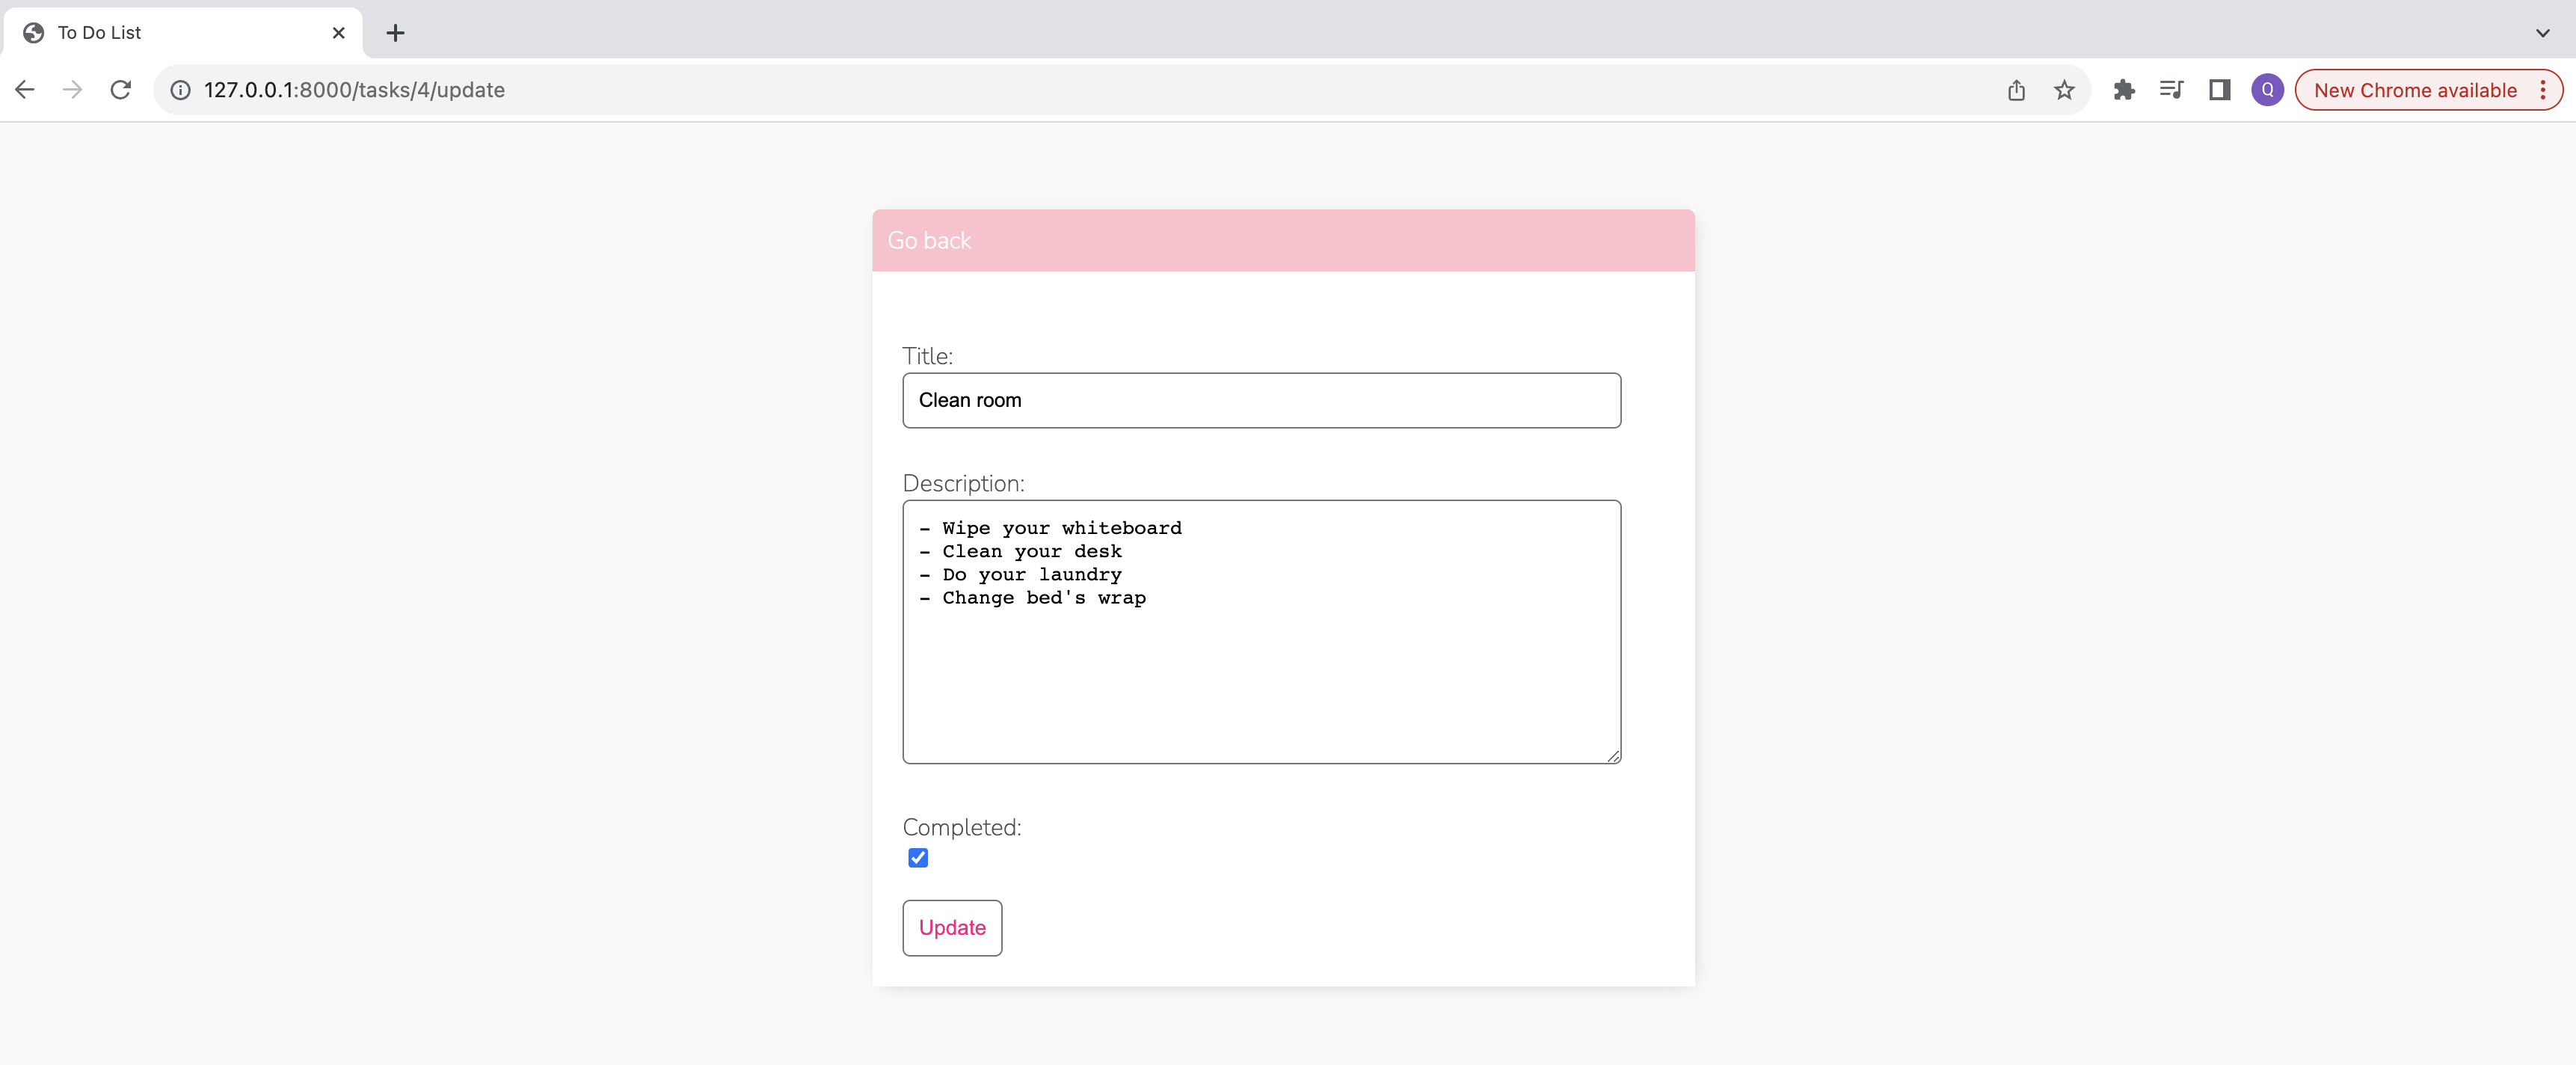 To Do List
127.0.0.1:8000/tasks/4/update
Q
New Chrome available
Go back
Title:
Clean room
Description:
- Wipe your whiteboard
- Clean your desk
- Do your laundry
- Change bed's wrap
Completed:
Update